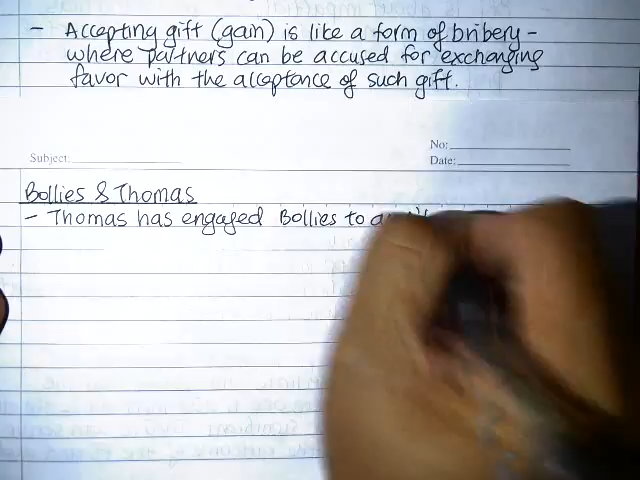 - Accepting gift (gain) is like a form of bribery -
where partners can be accused for exchanging
favor with the acceptance of such gift.
No:
Subject:
Date:
Bollies & Thomas
- Thomas has engaged Bollies to